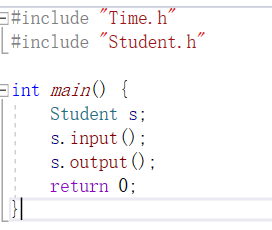 #include "Time.h"
#include "Student.h"
int main() {
Student s;
s.input();
s.output();
return 0;
}